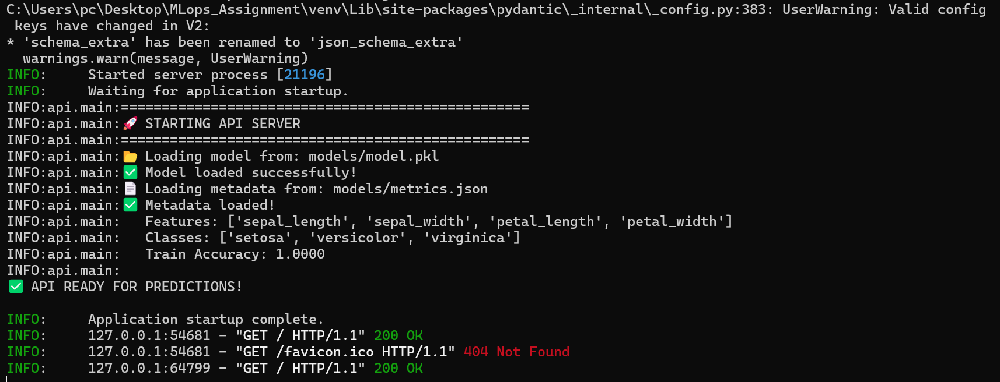 C:\Users\pc\Desktop\MLops_Assignment\venv\Lib\site-packages\pydantic\_internal\_config.py:383: UserWarning: Valid config
 keys have changed in V2:
* 'schema_extra' has been renamed to 'json_schema_extra'
  warnings.warn(message, UserWarning)
INFO:     Started server process [21196]
INFO:     Waiting for application startup.
INFO:api.main:==================================================
INFO:api.main:🚀 STARTING API SERVER
INFO:api.main:==================================================
INFO:api.main:📂 Loading model from: models/model.pkl
INFO:api.main:✅ Model loaded successfully!
INFO:api.main:📄 Loading metadata from: models/metrics.json
INFO:api.main:✅ Metadata loaded!
INFO:api.main:   Features: ['sepal_length', 'sepal_width', 'petal_length', 'petal_width']
INFO:api.main:   Classes: ['setosa', 'versicolor', 'virginica']
INFO:api.main:   Train Accuracy: 1.0000
INFO:api.main:
✅ API READY FOR PREDICTIONS!
INFO:     Application startup complete.
INFO:     127.0.0.1:54681 - "GET / HTTP/1.1" 200 OK
INFO:     127.0.0.1:54681 - "GET /favicon.ico HTTP/1.1" 404 Not Found
INFO:     127.0.0.1:64799 - "GET / HTTP/1.1" 200 OK